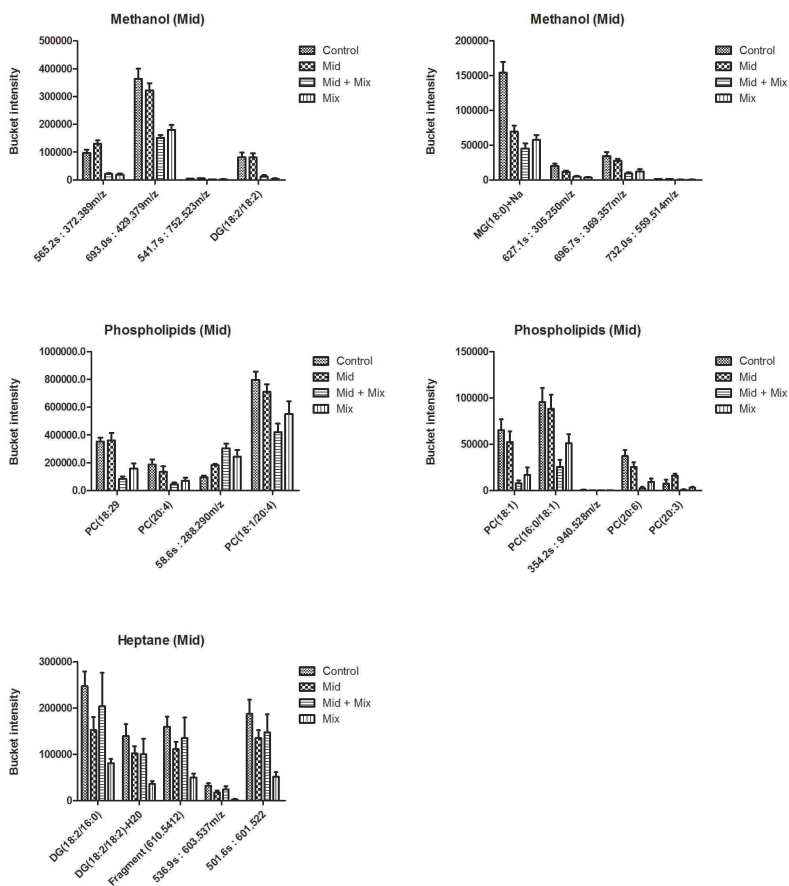 Methanol (Mid)
Bucket intensity
500000
400000
300000
200000
100000
0
565.2s : 372.389m/z
693.0s : 429.379m/z
541.7s : 752.523m/z
DG(18:2/18:2)
Control
Mid
Mid + Mix
Mix
Methanol (Mid)
Bucket intensity
200000
150000
100000
50000
0
MG(18:0)+Na
627.1s : 305.250m/z
696.7s : 369.357m/z
732.0s : 559.514m/z
Control
Mid
Mid + Mix
Mix
Phospholipids (Mid)
Bucket intensity
1000000.0
800000.0
600000.0
400000.0
200000.0
0.0
PC(18:29
PC(20:4)
58.6s : 288.290m/z
PC(18:1/20:4)
Control
Mid
Mid + Mix
Mix
Phospholipids (Mid)
Bucket intensity
150000
100000
50000
0
PC(18:1)
PC(16:0/18:1)
354.2s : 940.528m/z
PC(20:6)
PC(20:3)
Control
Mid
Mid + Mix
Mix
Heptane (Mid)
Bucket intensity
300000
200000
100000
0
DG(18:2/16:0)
DG(18:2/18:2)-H20
Fragment (610.5412)
536.9s : 603.537m/z
501.6s : 601.522
Control
Mid
Mid + Mix
Mix